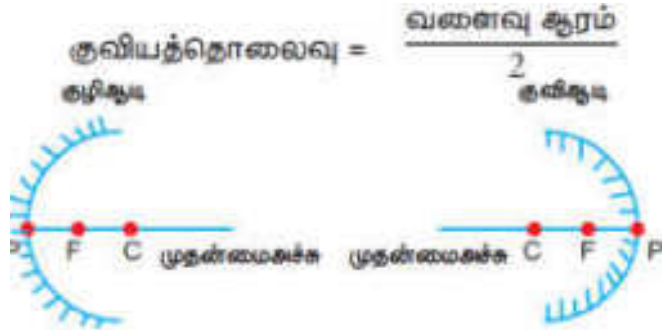 குவியத்தொலைவு = வளைவு ஆரம் / 2
குழிஆடி குவிஆடி
P F C முதன்மைஅச்சு முதன்மைஅச்சு C F P